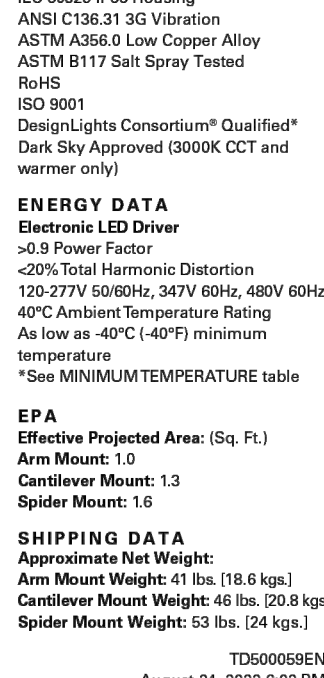 ANSI C136.31 3G Vibration
ASTM A356.0 Low Copper Alloy
ASTM B117 Salt Spray Tested
RoHS
ISO 9001
DesignLights Consortium® Qualified*
Dark Sky Approved (3000K CCT and
warmer only)
ENERGY DATA
Electronic LED Driver
>0.9 Power Factor
<20% Total Harmonic Distortion
120-277V 50/60Hz, 347V 60Hz, 480V 60Hz
40°C Ambient Temperature Rating
As low as -40°C (-40°F) minimum
temperature
*See MINIMUM TEMPERATURE table
EPA
Effective Projected Area: (Sq. Ft.)
Arm Mount: 1.0
Cantilever Mount: 1.3
Spider Mount: 1.6
SHIPPING DATA
Approximate Net Weight:
Arm Mount Weight: 41 lbs. [18.6 kgs.]
Cantilever Mount Weight: 46 lbs. [20.8 kgs
Spider Mount Weight: 53 lbs. [24 kgs.]
TD500059EN